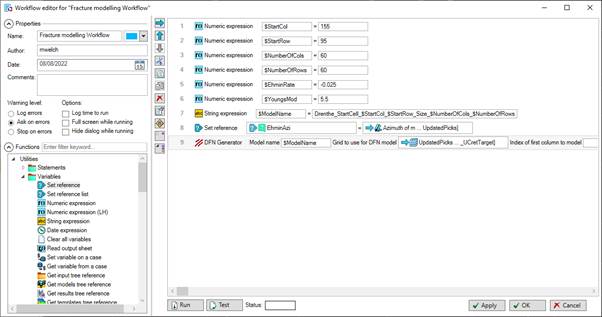 Workflow editor for "Fracture modelling Workflow"
Properties
Name: Fracture modelling Workflow
Author: mwelch
Date: 08/08/2022
Comments:
Warning level: Options:
Log errors Log time to run
Ask on errors Full screen while running
Stop on errors Hide dialog while running
Functions Enter filter keyword...
Utilities
Statements
Variables
Set reference
Set reference list
Numeric expression
Numeric expression (LH)
String expression
Date expression
Clear all variables
Read output sheet
Set variable on a case
Get variable from a case
Get input tree reference
Get models tree reference
Get results tree reference
Get templates tree reference
1 Numeric expression $StartCol = 155
2 Numeric expression $StartRow = 95
3 Numeric expression $NumberOfCols = 60
4 Numeric expression $NumberOfRows = 60
5 Numeric expression $EhminRate = -0.025
6 Numeric expression $YoungsMod = 5.5
7 abc String expression $ModelName = Drenthe_StartCell_$StartCol_$StartRow_Size_$NumberOfCols_$NumberOfRows
8 Set reference EhminAzi = Azimuth of m ... UpdatedPicks]
9 DFN Generator Model name $ModelName Grid to use for DFN model UpdatedPicks ... _UCretTarget] Index of first column to model
Run Test Status: Apply OK Cancel